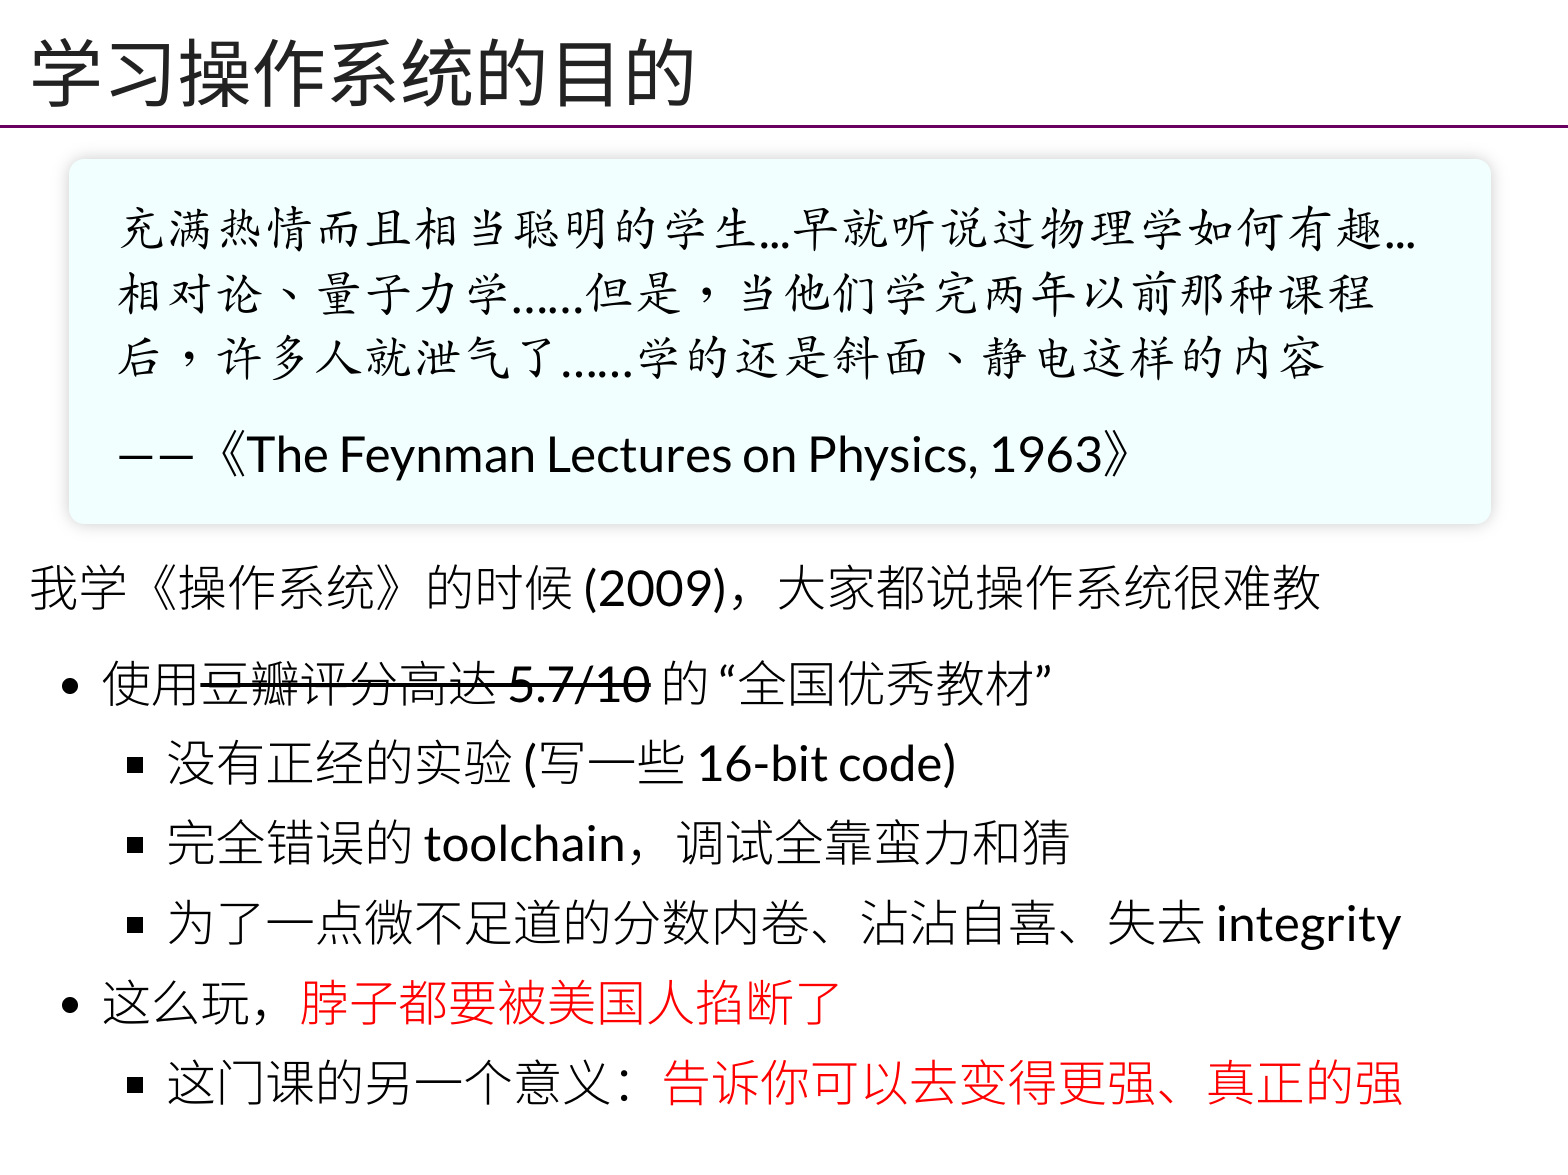 学习操作系统的目的
充满热情而且相当聪明的学生...早就听说过物理学如何有趣...
相对论、量子力学......但是，当他们学完两年以前那种课程
后，许多人就泄气了......学的还是斜面、静电这样的内容
——《The Feynman Lectures on Physics, 1963》
我学《操作系统》的时候 (2009)，大家都说操作系统很难教
使用豆瓣评分高达 5.7/10 的 “全国优秀教材”
没有正经的实验 (写一些 16-bit code)
完全错误的 toolchain，调试全靠蛮力和猜
为了一点微不足道的分数内卷、沾沾自喜、失去 integrity
这么玩，脖子都要被美国人掐断了
这门课的另一个意义：告诉你可以去变得更强、真正的强